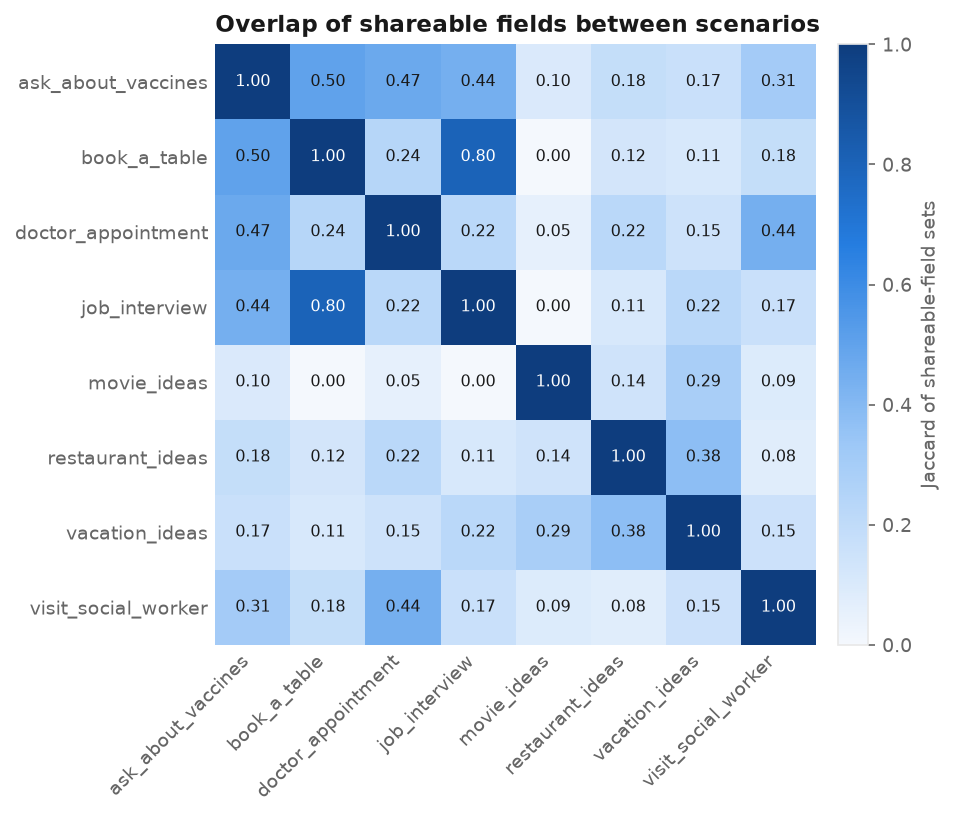 Overlap of shareable fields between scenarios
ask_about_vaccines 1.00 0.50 0.47 0.44 0.10 0.18 0.17 0.31
book_a_table 0.50 1.00 0.24 0.80 0.00 0.12 0.11 0.18
doctor_appointment 0.47 0.24 1.00 0.22 0.05 0.22 0.15 0.44
job_interview 0.44 0.80 0.22 1.00 0.00 0.11 0.22 0.17
movie_ideas 0.10 0.00 0.05 0.00 1.00 0.14 0.29 0.09
restaurant_ideas 0.18 0.12 0.22 0.11 0.14 1.00 0.38 0.08
vacation_ideas 0.17 0.11 0.15 0.22 0.29 0.38 1.00 0.15
visit_social_worker 0.31 0.18 0.44 0.17 0.09 0.08 0.15 1.00
ask_about_vaccines
book_a_table
doctor_appointment
job_interview
movie_ideas
restaurant_ideas
vacation_ideas
visit_social_worker
1.0
0.8
0.6
0.4
0.2
0.0
Jaccard of shareable-field sets